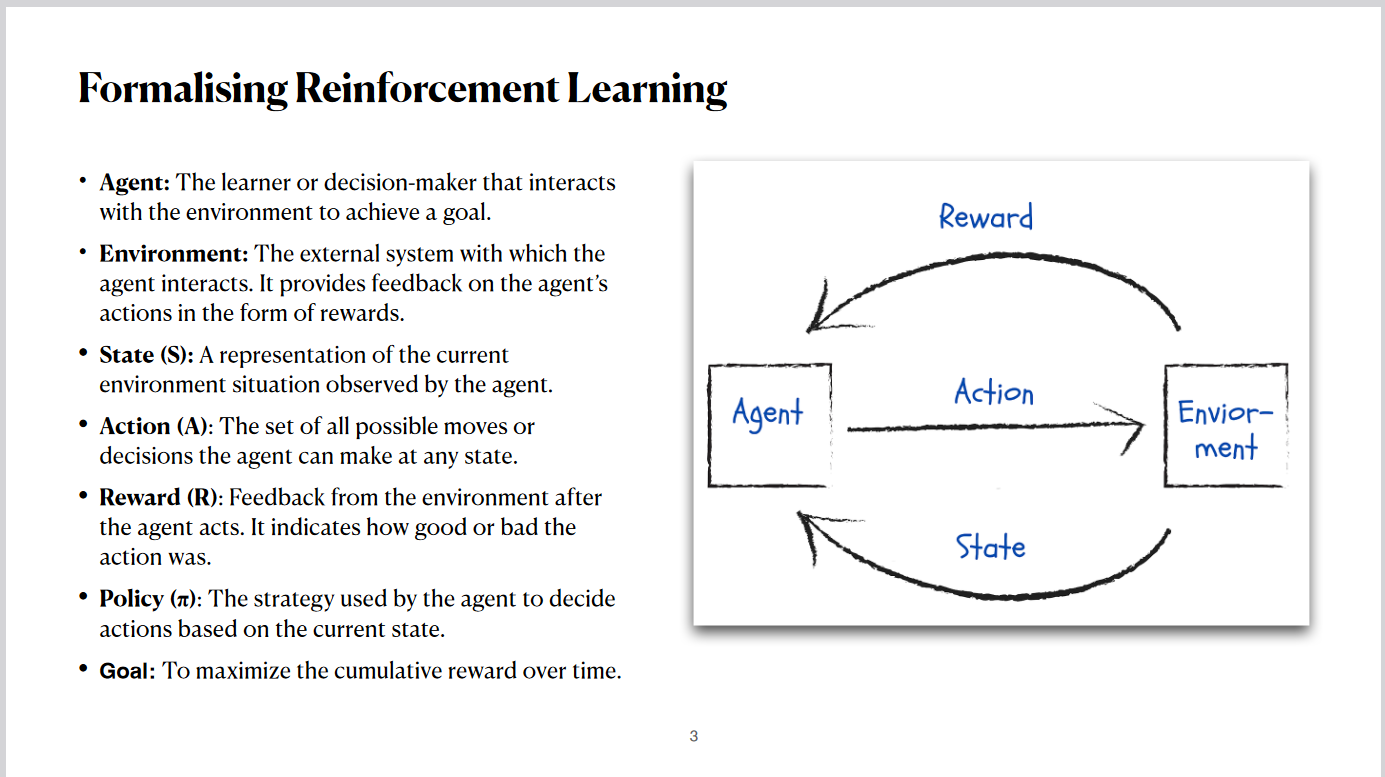 Formalising Reinforcement Learning
• Agent: The learner or decision-maker that interacts
with the environment to achieve a goal.
• Environment: The external system with which the
agent interacts. It provides feedback on the agent’s
actions in the form of rewards.
• State (S): A representation of the current
environment situation observed by the agent.
• Action (A): The set of all possible moves or
decisions the agent can make at any state.
• Reward (R): Feedback from the environment after
the agent acts. It indicates how good or bad the
action was.
• Policy (π): The strategy used by the agent to decide
actions based on the current state.
• Goal: To maximize the cumulative reward over time.
Reward
Agent
Action
Envior-
ment
State
3